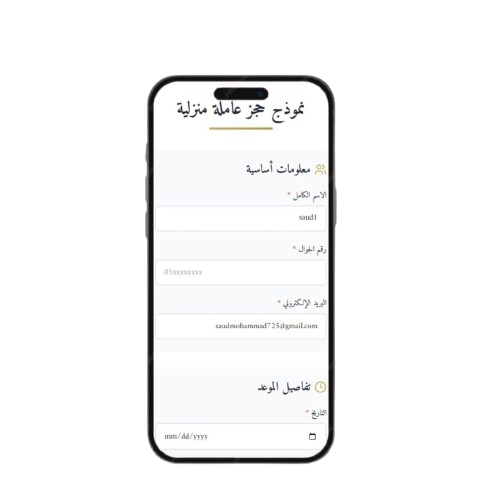 نموذج حجز عاملة منزلية
معلومات أساسية
الاسم الكامل *
saud1
رقم الجوال *
05xxxxxxxx
البريد الإلكتروني *
saudmohammad725@gmail.com
تفاصيل الموعد
التاريخ *
mm/dd/yyyy